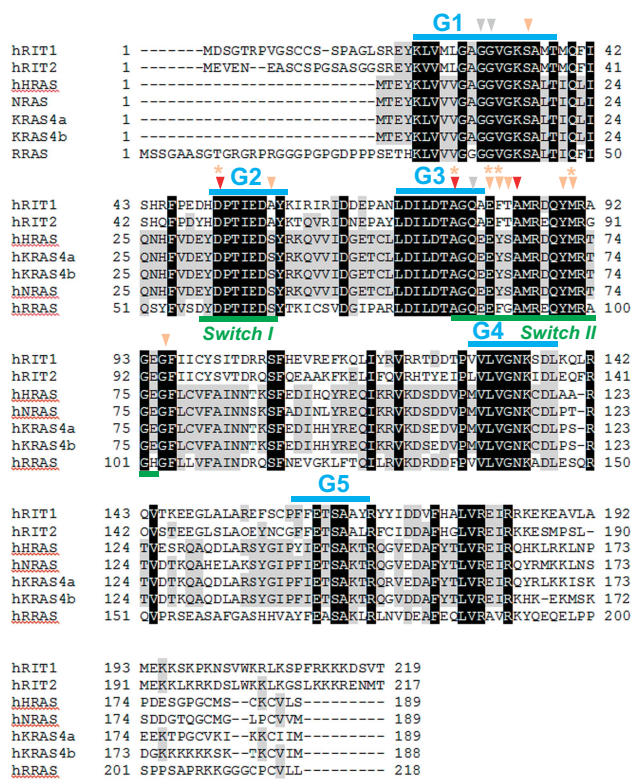 G1
hRIT1 1 -------MDSGTRPVGSCCS-SPAGLSREYKLVMLGAGGVGKSAMTMQFI 42
hRIT2 1 -------MEVEN--EASCSPGSASGGSREYKVVMLGAGGVGKSAMTMQFI 41
hHRAS 1 --------------------------MTEYKLVVVGAGGVGKSALTIQLI 24
NRAS 1 --------------------------MTEYKLVVVGAGGVGKSALTIQLI 24
KRAS4a 1 --------------------------MTEYKLVVVGAGGVGKSALTIQLI 24
KRAS4b 1 --------------------------MTEYKLVVVGAGGVGKSALTIQLI 24
RRAS 1 MSSGAASGTGRGRPRGGGPGPGDPPPSETHKLVVVGGGGVGKSALTIQFI 50
* * ** *
G2 G3
hRIT1 43 SHRFPEDHDPTIEDAYKIRIRIDDEPANLDILDTAGQAEFTAMRDQYMRA 92
hRIT2 42 SHQFPDYHDPTIEDAYKTQVRIDNEPAYLDILDTAGQAEFTAMREQYMRG 91
hHRAS 25 QNHFVDEYDPTIEDSYRKQVVIDGETCLLDILDTAGQEEYSAMRDQYMRT 74
hKRAS4a 25 QNHFVDEYDPTIEDSYRKQVVIDGETCLLDILDTAGQEEYSAMRDQYMRT 74
hKRAS4b 25 QNHFVDEYDPTIEDSYRKQVVIDGETCLLDILDTAGQEEYSAMRDQYMRT 74
hNRAS 25 QNHFVDEYDPTIEDSYRKQVVIDGETCLLDILDTAGQEEYSAMRDQYMRT 74
hRRAS 51 QSYFVSDYDPTIEDSYTKICSVDGIPARLDILDTAGQEEFGAMREQYMRA 100
Switch I Switch II
G4
hRIT1 93 GEGFIICYSITDRRSFHEVREFKQLIYRVRRTDDTPVVLVGNKSDLKQLR 142
hRIT2 92 GEGFIICYSVTDRQSFQEAAKFKELIFQVRHTYEIPLVLVGNKIDLEQFR 141
hHRAS 75 GEGFLCVFAINNTKSFEDIHQYREQIKRVKDSDDVPMVLVGNKCDLAA-R 123
hNRAS 75 GEGFLCVFAINNSKSFADINLYREQIKRVKDSDDVPMVLVGNKCDLPT-R 123
hKRAS4a 75 GEGFLCVFAINNTKSFEDIHHYREQIKRVKDSEDVPMVLVGNKCDLPS-R 123
hKRAS4b 75 GEGFLCVFAINNTKSFEDIHHYREQIKRVKDSEDVPMVLVGNKCDLPS-R 123
hRRAS 101 GHGFLLVFAINDRQSFNEVGKLFTQILRVKDRDDFPVVLVGNKADLESQR 150
G5
hRIT1 143 QVTKEEGLALAREFSCPFFETSAAYRYYIDDVFHALVREIRRKEKEAVLA 192
hRIT2 142 QVSTEEGLSLAQEYNCGFFETSAALRFCIDDAFHGLVREIRKKESMPSL- 190
hHRAS 124 TVESRQAQDLARSYGIPYIETSAKTRQGVEDAFYTLVREIRQHKLRKLNP 173
hNRAS 124 TVDTKQAHELAKSYGIPFIETSAKTRQGVEDAFYTLVREIRQYRMKKLNS 173
hKRAS4a 124 TVDTKQAQDLARSYGIPFIETSAKTRQRVEDAFYTLVREIRQYRLKKISK 173
hKRAS4b 124 TVDTKQAQDLARSYGIPFIETSAKTRQGVDDAFYTLVREIRKHK-EKMSK 172
hRRAS 151 QVPRSEASAFGASHHVAYFEASAKLRLNVDEAFEQLVRAVRKYQEQELPP 200
hRIT1 193 MEKKSKPKNSVWKRLKSPFRKKKDSVT 219
hRIT2 191 MEKKLKRKDSLWKKLKGSLKKKRENMT 217
hHRAS 174 PDESGPGCMS--CKCVLS--------- 189
hNRAS 174 SDDGTQGCMG--LPCVVM--------- 189
hKRAS4a 174 EEKTPGCVKI--KKCIIM--------- 189
hKRAS4b 173 DGKKKKKKSK--TKCVIM--------- 188
hRRAS 201 SPPSAPRKKGGGCPCVLL--------- 218